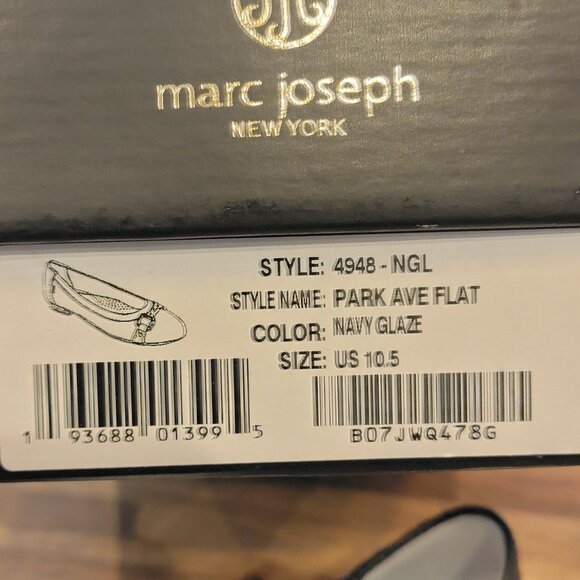 marc joseph
NEW YORK
STYLE: 4948 - NGL
STYLE NAME: PARK AVE FLAT
COLOR: NAVY GLAZE
SIZE: US 10.5
1 93688 01399 5
B07JWQ478G